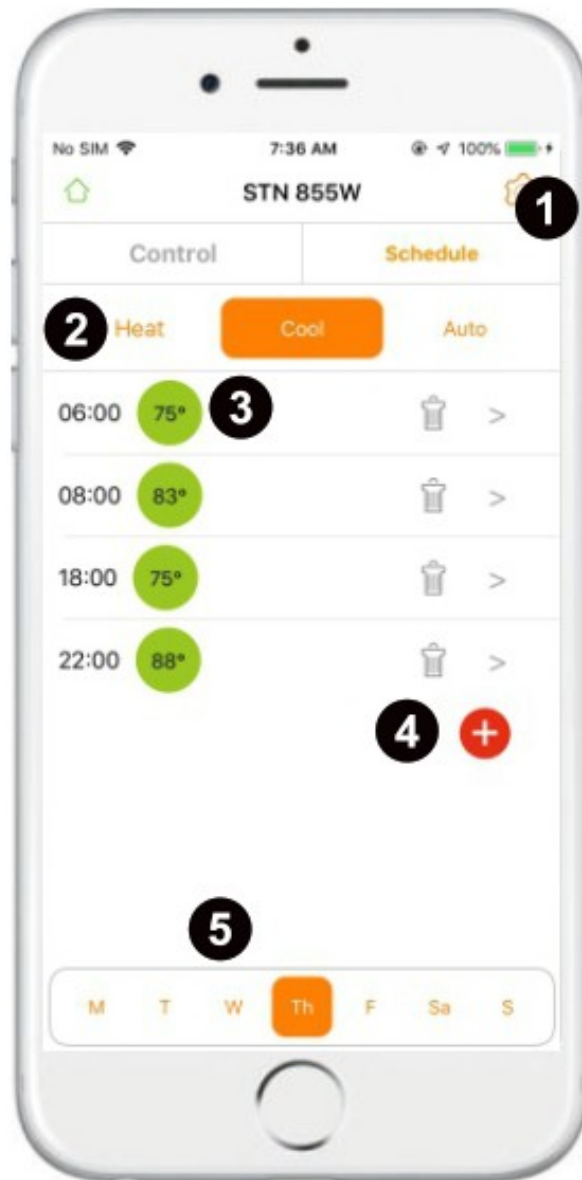 No SIM 7:36 AM 100%
STN 855W
1
Control Schedule
2 Heat Cool Auto
06:00 75° 3 >
08:00 83° >
18:00 75° >
22:00 88° >
4 +
5
M T W Th F Sa S